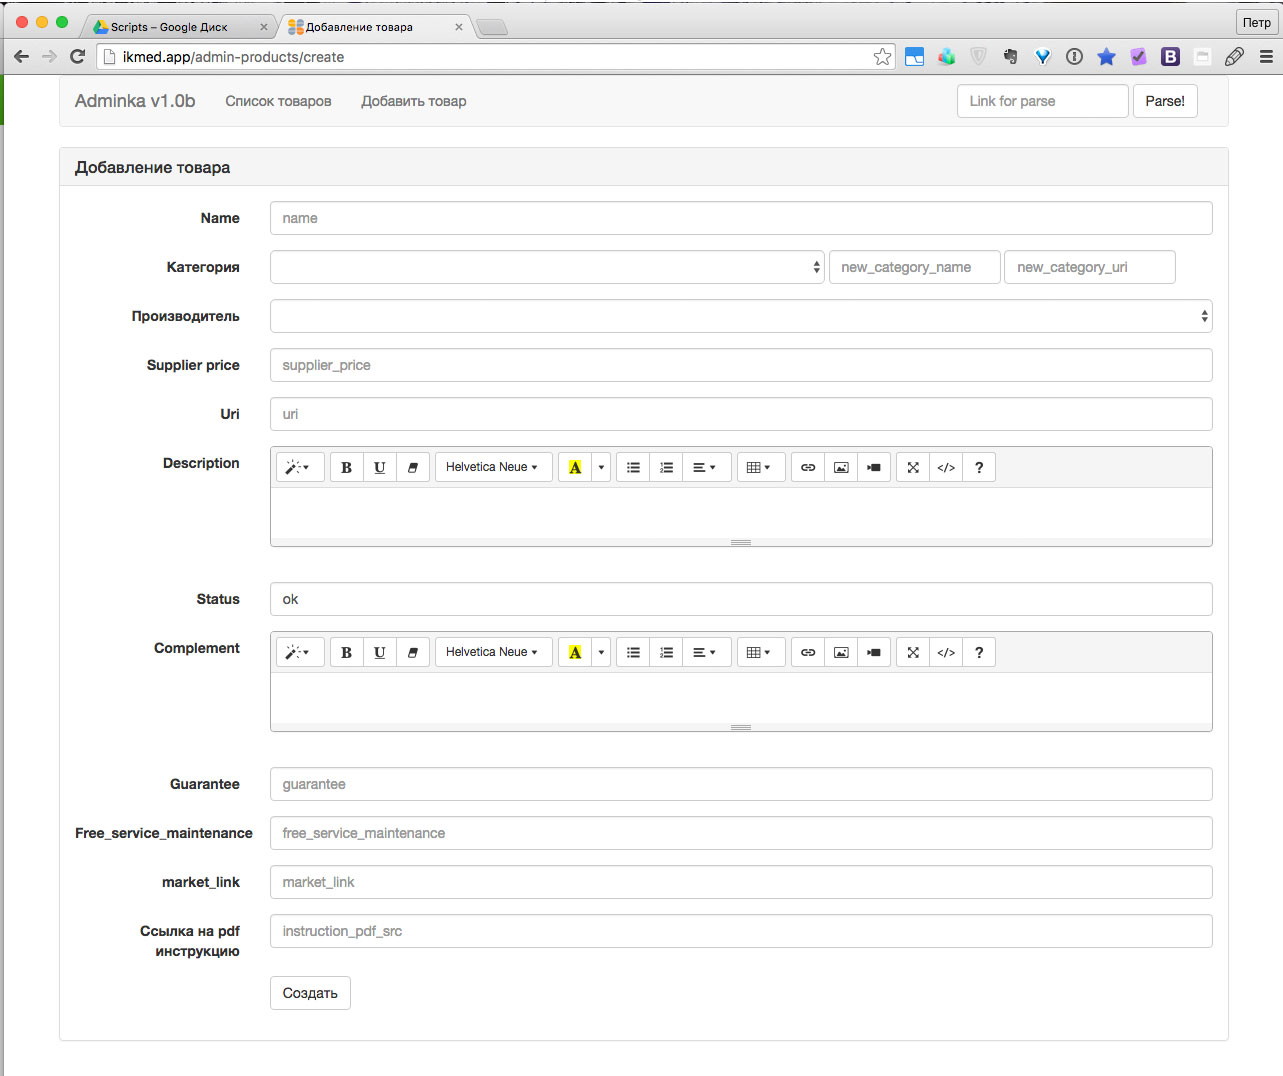 Scripts – Google Диск
Добавление товара
Петр
ikmed.app/admin-products/create
Adminka v1.0b
Список товаров
Добавить товар
Link for parse
Parse!
Добавление товара
Name
name
Категория
new_category_name
new_category_uri
Производитель
Supplier price
supplier_price
Uri
uri
Description
B U Helvetica Neue A </> ?
Status
ok
Complement
B U Helvetica Neue A </> ?
Guarantee
guarantee
Free_service_maintenance
free_service_maintenance
market_link
market_link
Ссылка на pdf
инструкцию
instruction_pdf_src
Создать